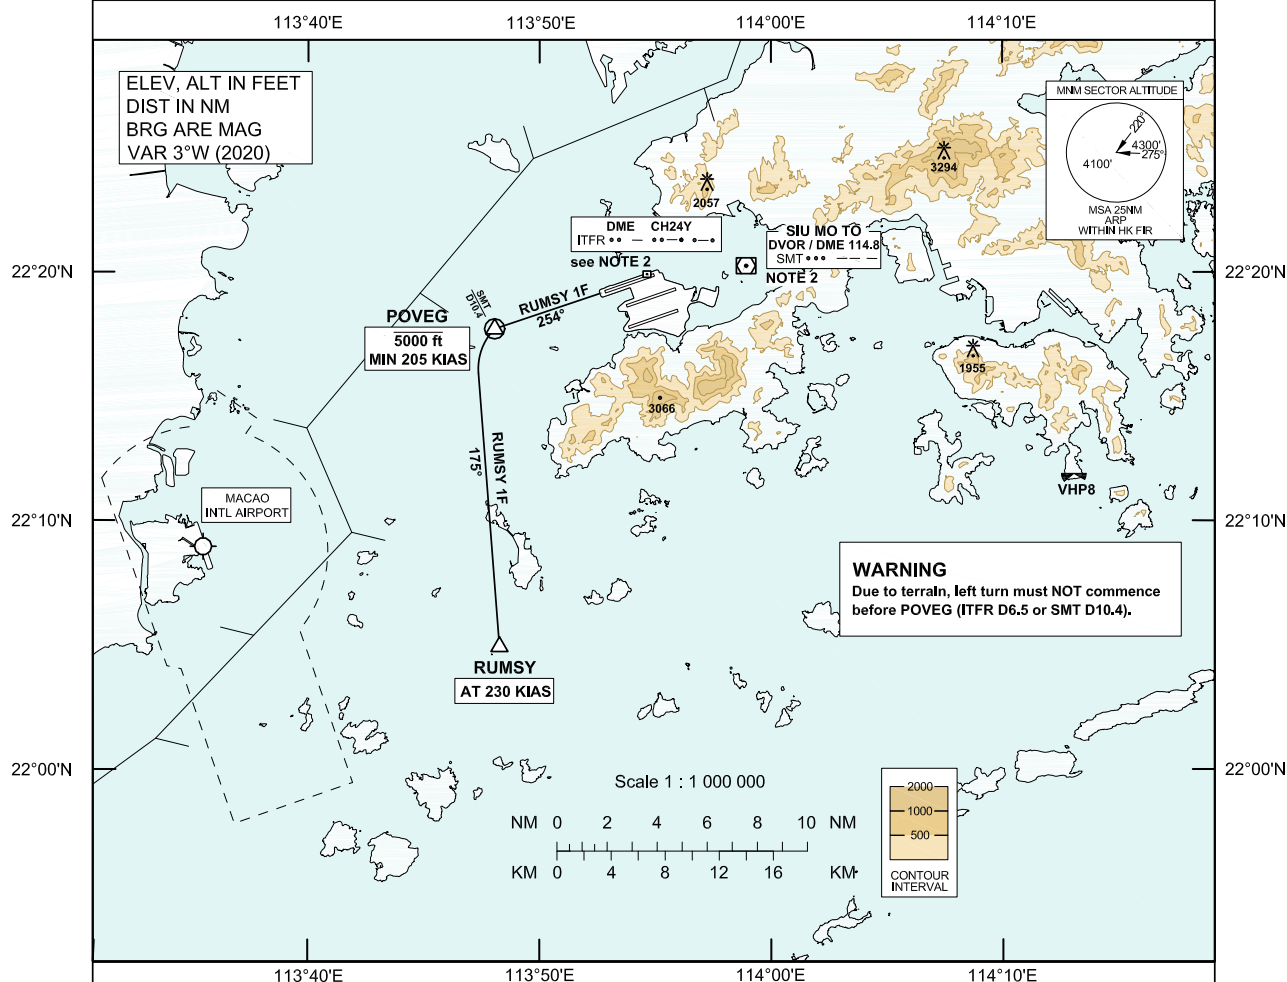 113°40'E
113°50'E
114°00'E
114°10'E
ELEV, ALT IN FEET
DIST IN NM
BRG ARE MAG
VAR 3°W (2020)
MNM SECTOR ALTITUDE
220°
4300'
275°
4100'
MSA 25NM
ARP
WITHIN HK FIR
3294
2057
DME CH24Y
ITFR
see NOTE 2
SIU MO TO
DVOR / DME 114.8
SMT
NOTE 2
22°20'N
22°20'N
SMT
D10.4
RUMSY 1F
254°
POVEG
5000 ft
MIN 205 KIAS
1955
3066
RUMSY 1F
175°
VHP8
MACAO
INTL AIRPORT
22°10'N
22°10'N
WARNING
Due to terrain, left turn must NOT commence
before POVEG (ITFR D6.5 or SMT D10.4).
RUMSY
AT 230 KIAS
22°00'N
22°00'N
Scale 1 : 1 000 000
NM 0 2 4 6 8 10 NM
KM 0 4 8 12 16 KM
2000
1000
500
CONTOUR
INTERVAL
113°40'E
113°50'E
114°00'E
114°10'E